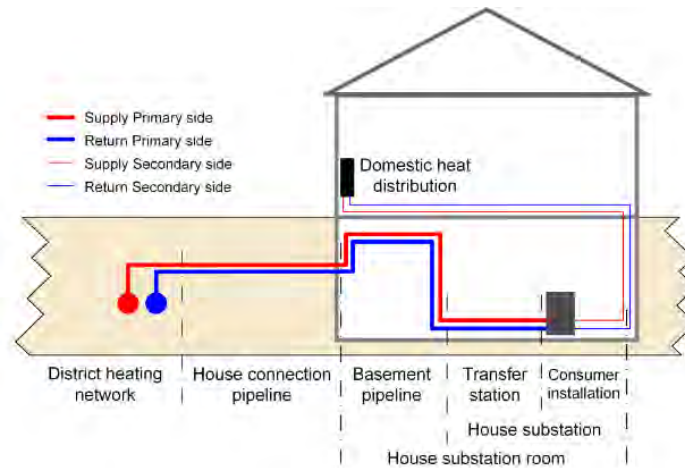 Supply Primary side
Return Primary side
Supply Secondary side
Return Secondary side
Domestic heat
distribution
District heating
network
House connection
pipeline
Basement
pipeline
Transfer
station
Consumer
installation
House substation
House substation room